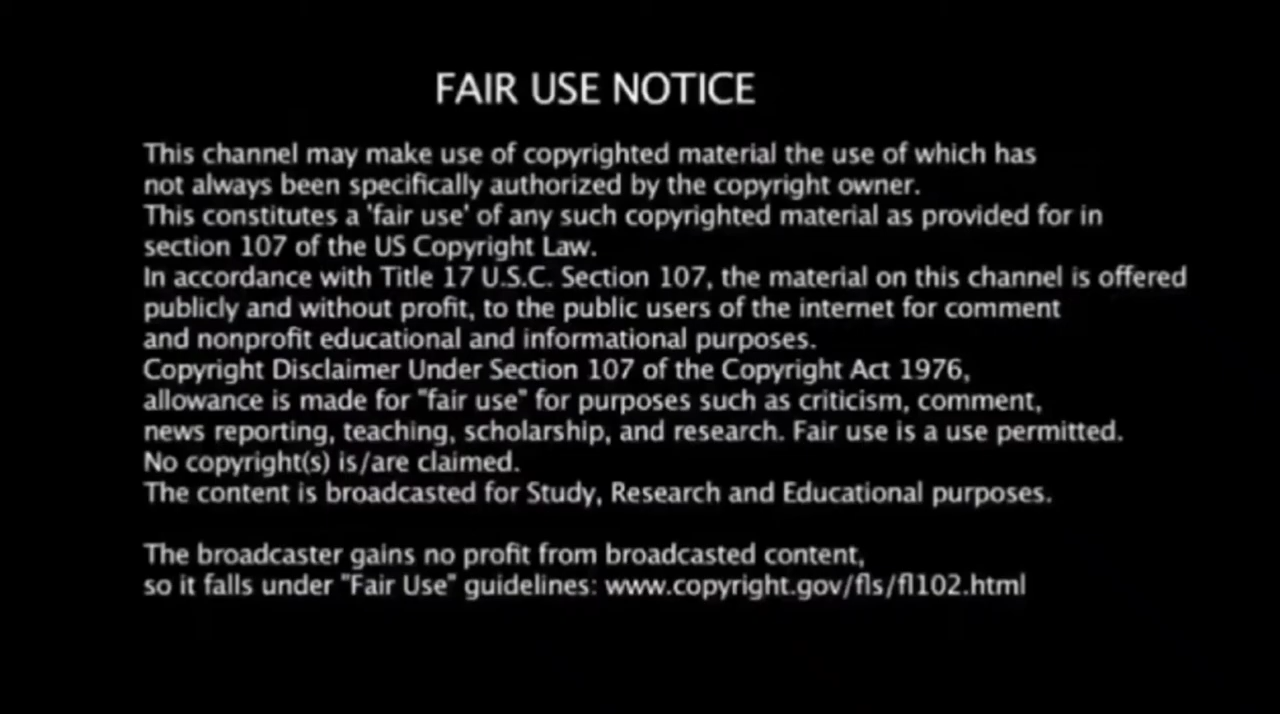 FAIR USE NOTICE
This channel may make use of copyrighted material the use of which has
not always been specifically authorized by the copyright owner.
This constitutes a 'fair use' of any such copyrighted material as provided for in
section 107 of the US Copyright Law.
In accordance with Title 17 U.S.C. Section 107, the material on this channel is offered
publicly and without profit, to the public users of the internet for comment
and nonprofit educational and informational purposes.
Copyright Disclaimer Under Section 107 of the Copyright Act 1976,
allowance is made for "fair use" for purposes such as criticism, comment,
news reporting, teaching, scholarship, and research. Fair use is a use permitted.
No copyright(s) is/are claimed.
The content is broadcasted for Study, Research and Educational purposes.
The broadcaster gains no profit from broadcasted content,
so it falls under "Fair Use" guidelines: www.copyright.gov/fls/fl102.html